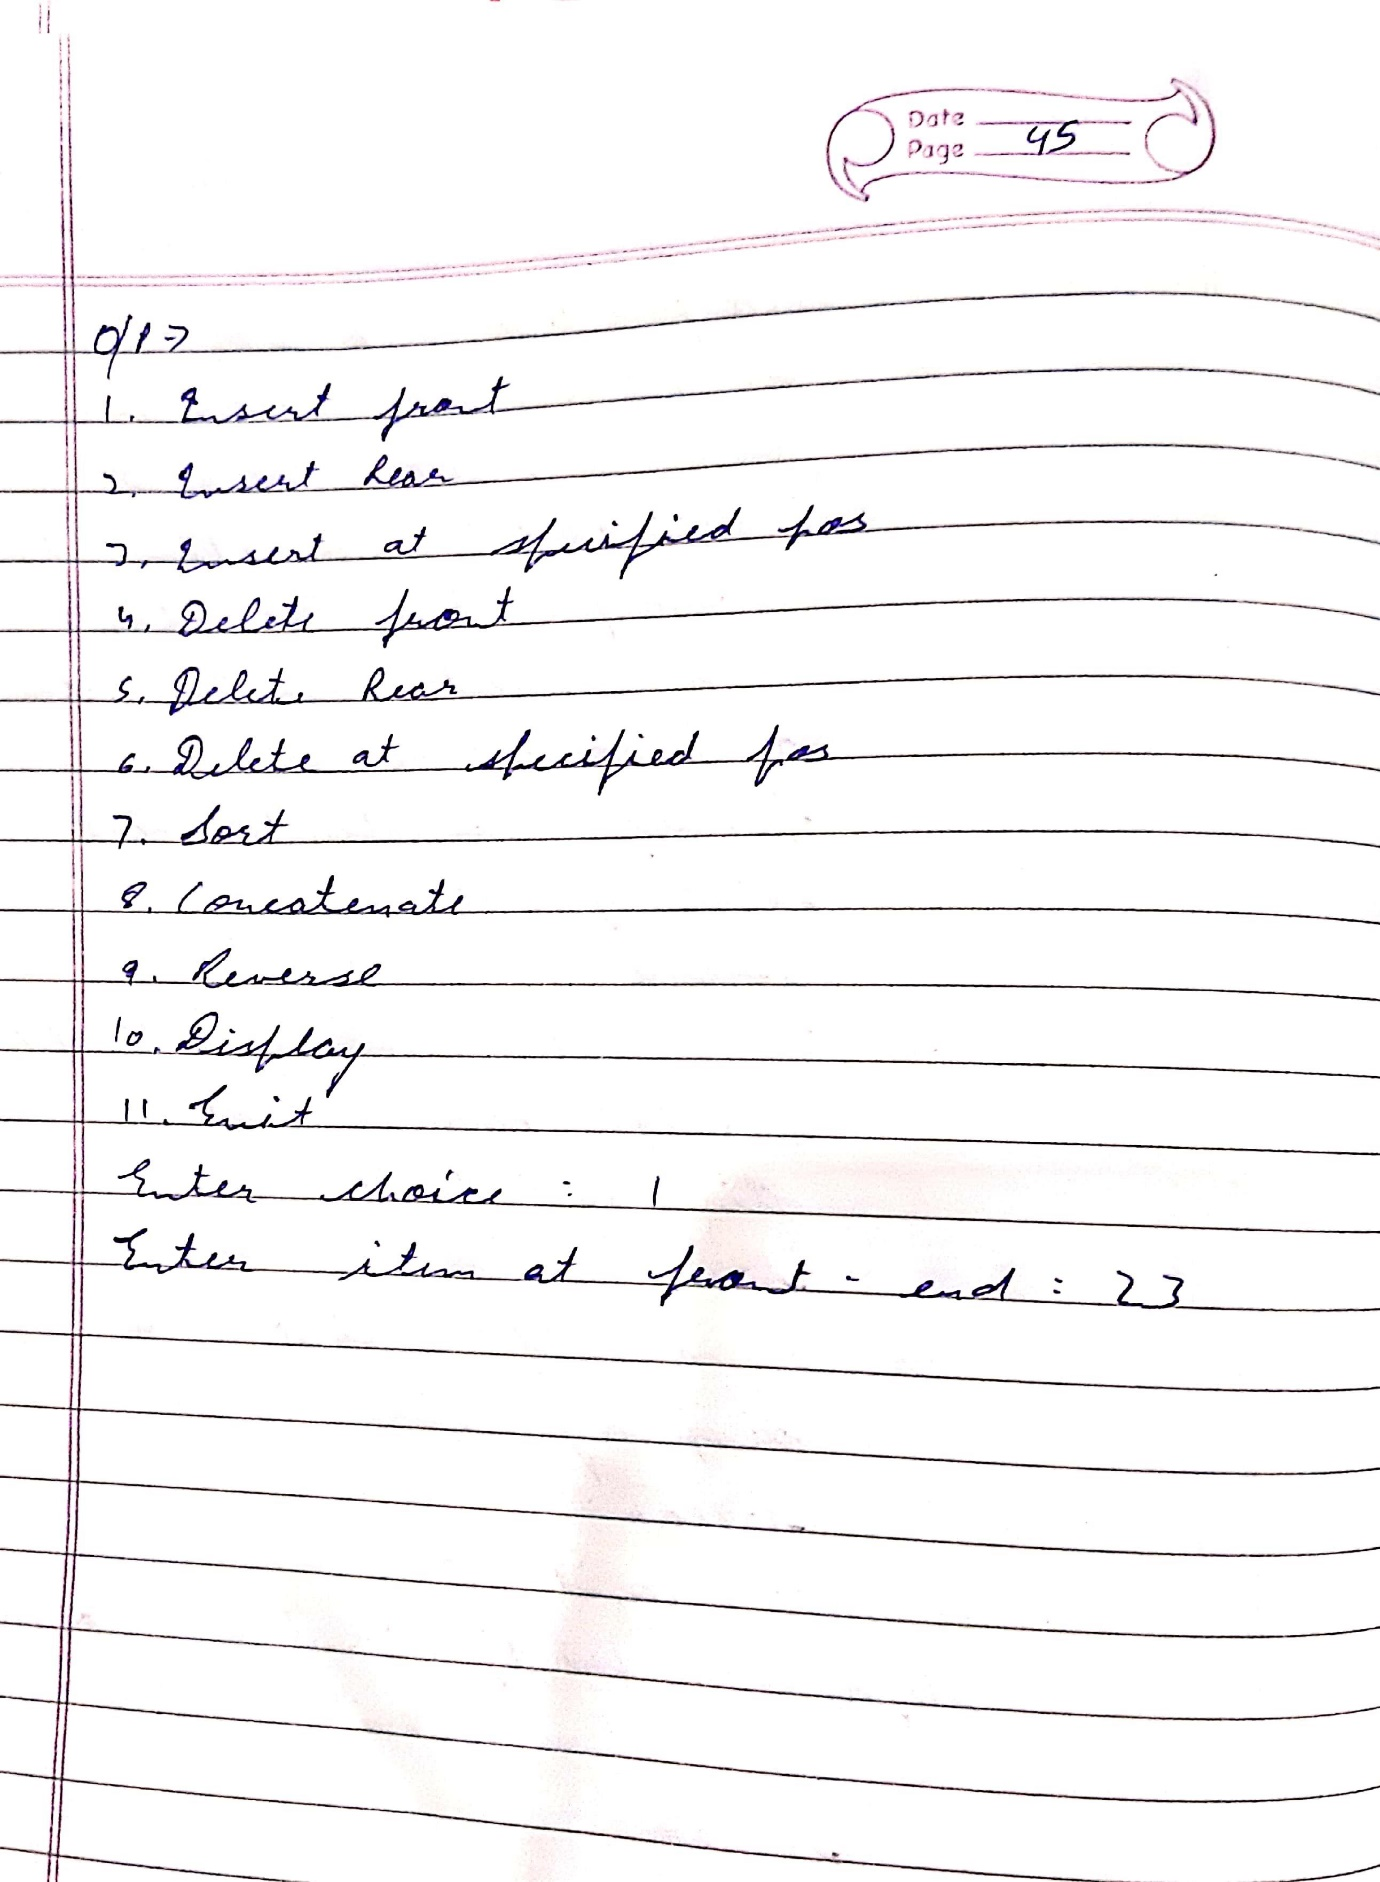 Date
Page 45
O/P =>
1. Insert front
2. Insert Rear
3. Insert at specified pos
4. Delete front
5. Delete Rear
6. Delete at specified pos
7. Sort
8. Concatenate
9. Reverse
10. Display
11. Exit
Enter choice : 1
Enter item at front - end : 23